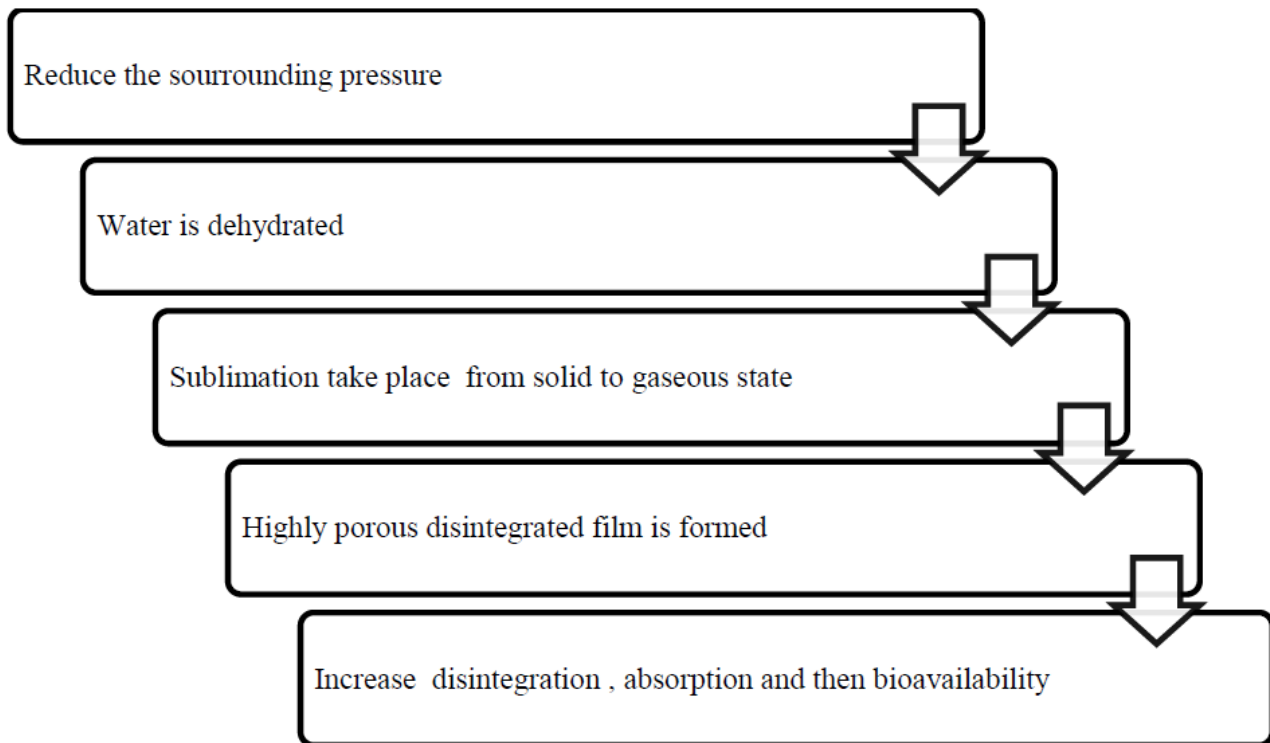 Reduce the sourrounding pressure
Water is dehydrated
Sublimation take place from solid to gaseous state
Highly porous disintegrated film is formed
Increase disintegration , absorption and then bioavailability